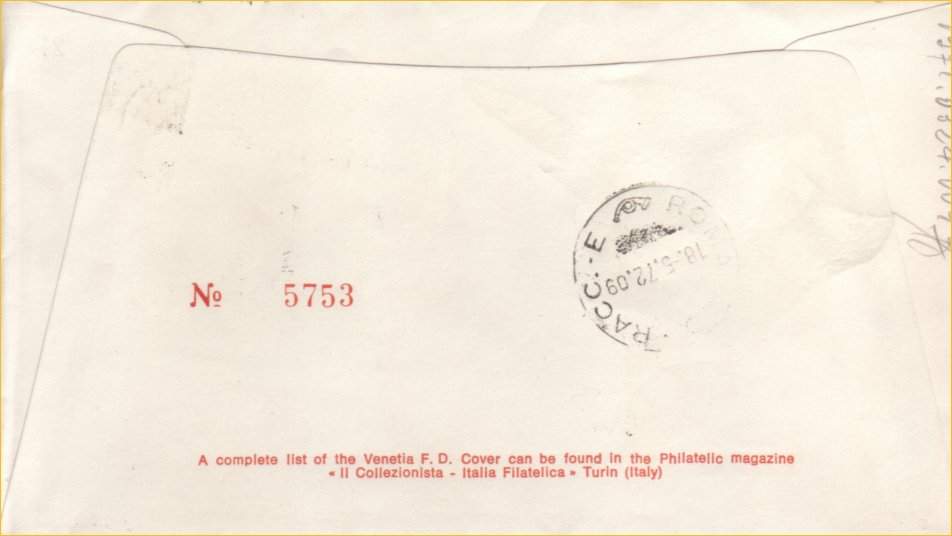 ROMA
18.-5.72.09
RACC.-E
№ 5753
A complete list of the Venetia F. D. Cover can be found in the Philatelic magazine
« Il Collezionista - Italia Filatelica » Turin (Italy)